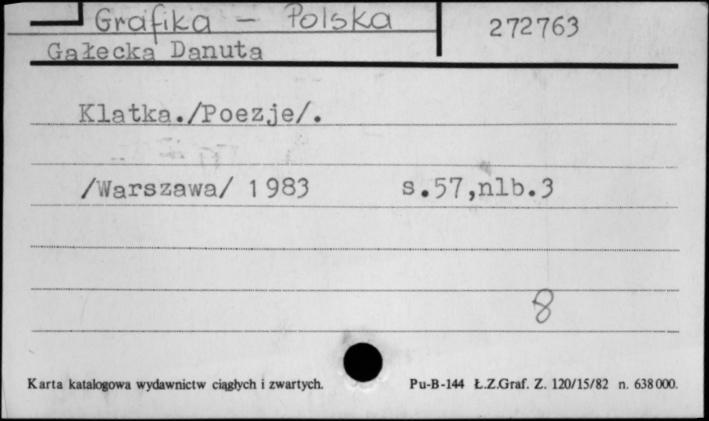 Grafika - Polska
272763
Gałecka Danuta
Klatka./Poezje/.
/Warszawa/ 1983 s.57,nlb.3
8
Karta katalogowa wydawnictw ciągłych i zwartych. Pu-B-144 Ł.Z.Graf. Z. 120/15/82 n. 638000.